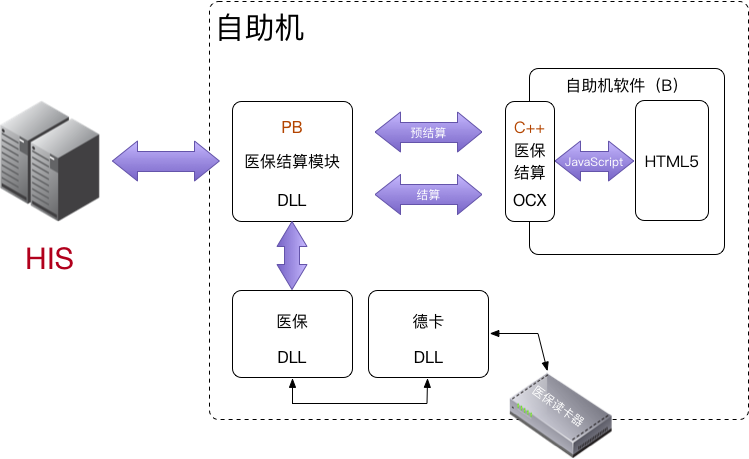 自助机
自助机软件（B）
PB
医保结算模块
DLL
预结算
结算
C++
医保
结算
OCX
JavaScript
HTML5
HIS
医保
DLL
德卡
DLL
医保读卡器